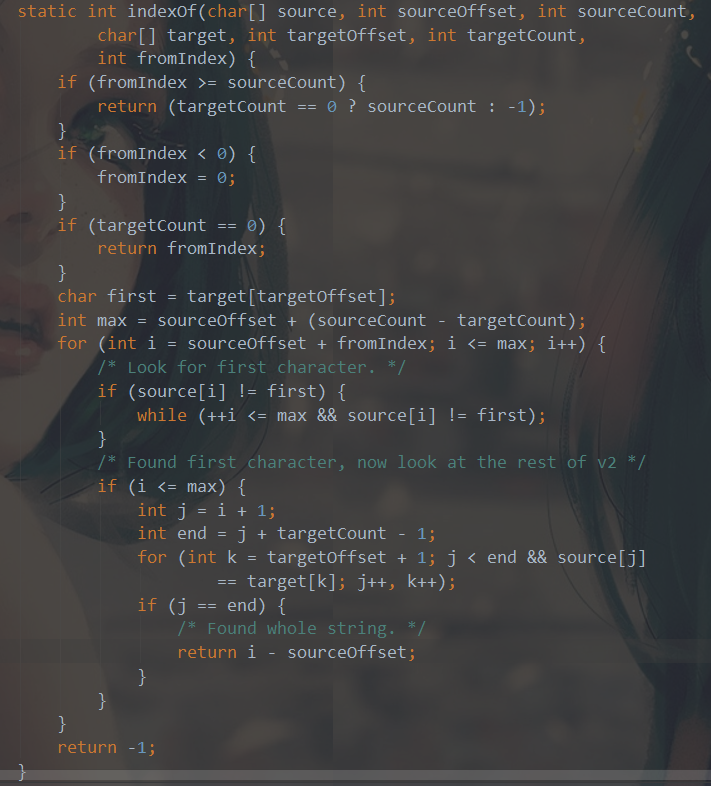 static int indexOf(char[] source, int sourceOffset, int sourceCount,
        char[] target, int targetOffset, int targetCount,
        int fromIndex) {
    if (fromIndex >= sourceCount) {
        return (targetCount == 0 ? sourceCount : -1);
    }
    if (fromIndex < 0) {
        fromIndex = 0;
    }
    if (targetCount == 0) {
        return fromIndex;
    }
    char first = target[targetOffset];
    int max = sourceOffset + (sourceCount - targetCount);
    for (int i = sourceOffset + fromIndex; i <= max; i++) {
        /* Look for first character. */
        if (source[i] != first) {
            while (++i <= max && source[i] != first);
        }
        /* Found first character, now look at the rest of v2 */
        if (i <= max) {
            int j = i + 1;
            int end = j + targetCount - 1;
            for (int k = targetOffset + 1; j < end && source[j]
                    == target[k]; j++, k++);
            if (j == end) {
                /* Found whole string. */
                return i - sourceOffset;
            }
        }
    }
    return -1;
}